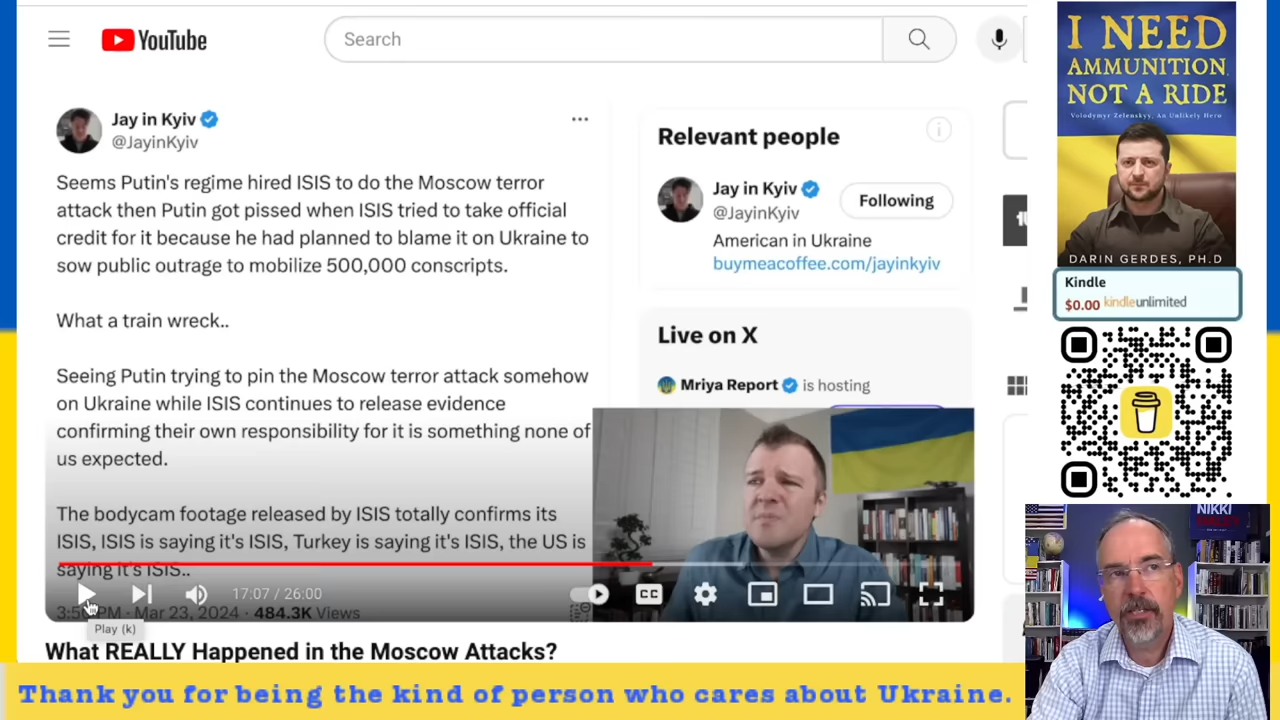 YouTube
Search
Jay in Kyiv
@JayinKyiv
Seems Putin's regime hired ISIS to do the Moscow terror
attack then Putin got pissed when ISIS tried to take official
credit for it because he had planned to blame it on Ukraine to
sow public outrage to mobilize 500,000 conscripts.
What a train wreck..
Seeing Putin trying to pin the Moscow terror attack somehow
on Ukraine while ISIS continues to release evidence
confirming their own responsibility for it is something none of
us expected.
The bodycam footage released by ISIS totally confirms its
ISIS, ISIS is saying it's ISIS, Turkey is saying it's ISIS, the US is
saying it's ISIS..
17:07 / 26:00
CC
Mar 23, 2024 · 484.3K Views
Play (k)
What REALLY Happened in the Moscow Attacks?
Relevant people
Jay in Kyiv
@JayinKyiv
Following
American in Ukraine
buymeacoffee.com/jayinkyiv
Live on X
Mriya Report is hosting
I NEED
AMMUNITION,
NOT A RIDE
Volodymyr Zelenskyy, An Unlikely Hero
DARIN GERDES, PH.D
Kindle
$0.00 kindleunlimited
NIKKI
Thank you for being the kind of person who cares about Ukraine.